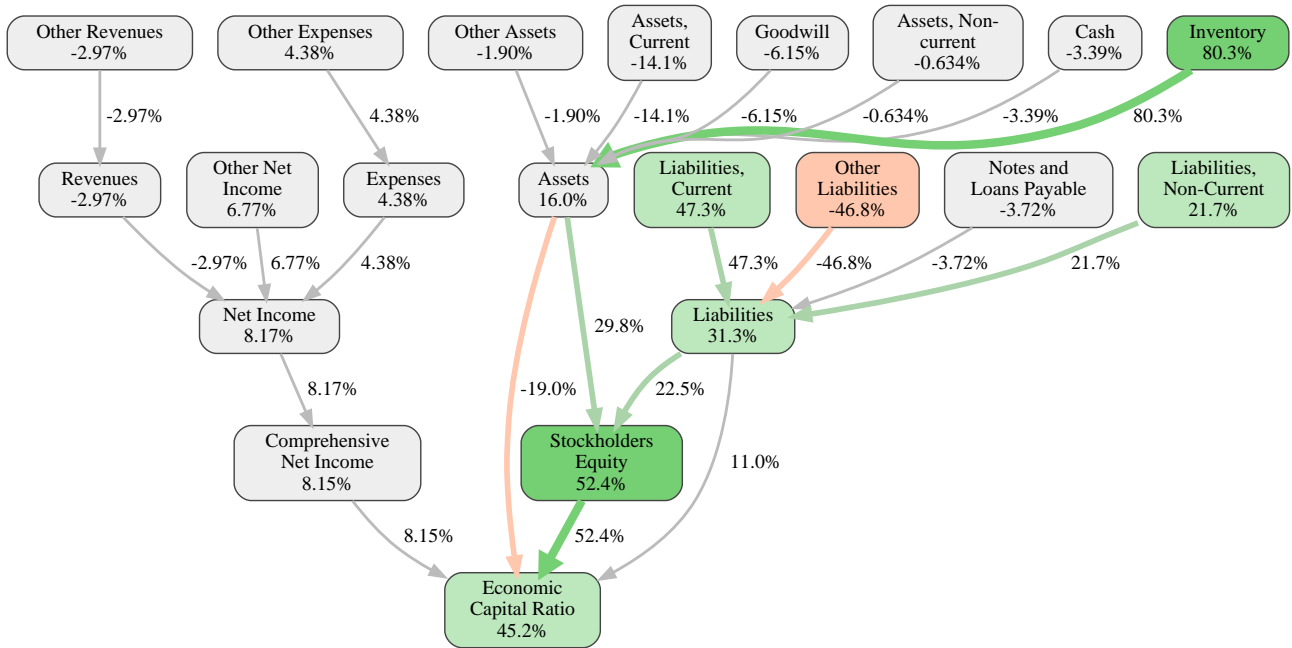 Other Revenues
-2.97%
Other Expenses
4.38%
Other Assets
-1.90%
Assets,
Current
-14.1%
Goodwill
-6.15%
Assets, Non-
current
-0.634%
Cash
-3.39%
Inventory
80.3%
-2.97%
4.38%
-1.90%
-14.1%
-6.15%
-0.634%
-3.39%
80.3%
Revenues
-2.97%
Other Net
Income
6.77%
Expenses
4.38%
Assets
16.0%
Liabilities,
Current
47.3%
Other
Liabilities
-46.8%
Notes and
Loans Payable
-3.72%
Liabilities,
Non-Current
21.7%
-2.97%
6.77%
4.38%
47.3%
-46.8%
-3.72%
21.7%
Net Income
8.17%
29.8%
Liabilities
31.3%
8.17%
-19.0%
22.5%
Comprehensive
Net Income
8.15%
Stockholders
Equity
52.4%
11.0%
8.15%
52.4%
Economic
Capital Ratio
45.2%